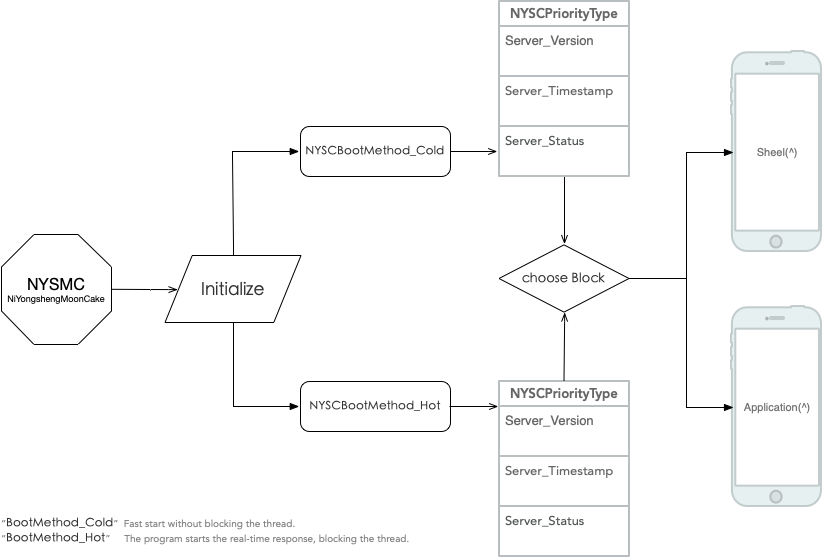 NYSCPriorityType
Server_Version
Server_Timestamp
Server_Status
NYSCBootMethod_Cold
Sheel(^)
NYSMC
NiYongshengMoonCake
Initialize
choose Block
NYSCBootMethod_Hot
NYSCPriorityType
Server_Version
Server_Timestamp
Server_Status
Application(^)
"BootMethod_Cold" Fast start without blocking the thread.
"BootMethod_Hot" The program starts the real-time response, blocking the thread.